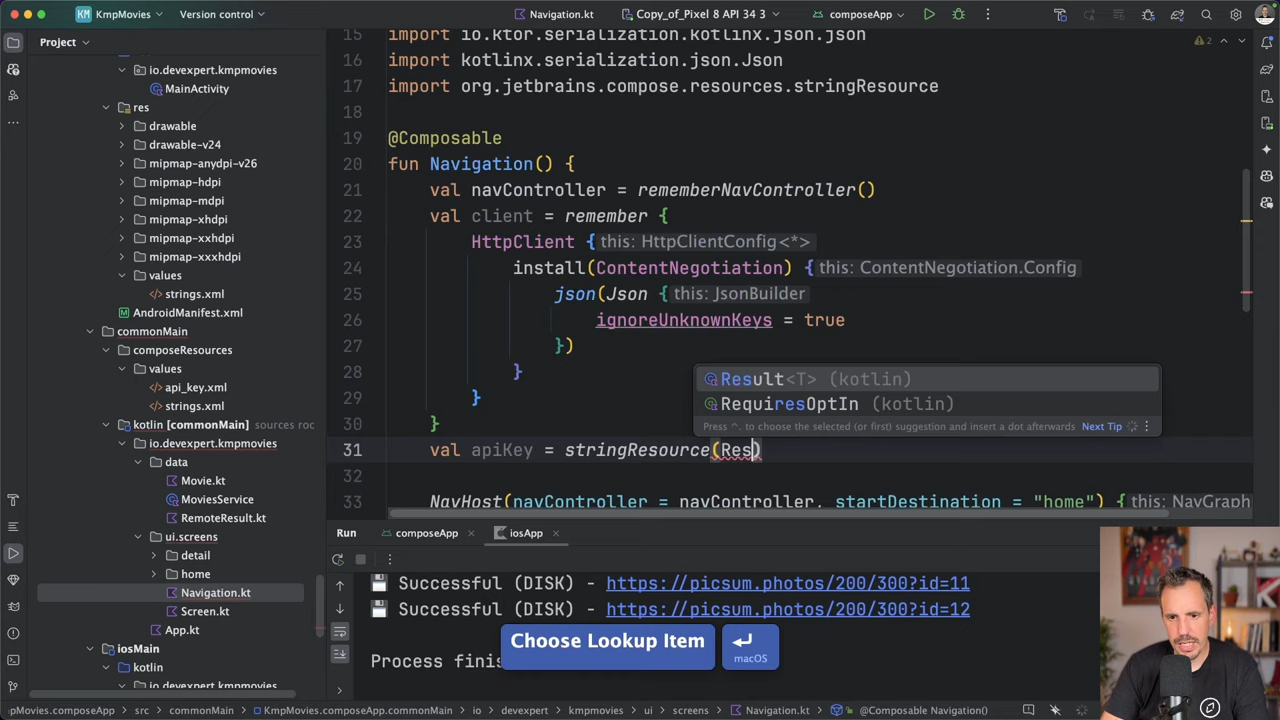 KmpMovies
Version control
Navigation.kt
Copy_of_Pixel 8 API 34 3
composeApp
Project
io.devexpert.kmpmovies
MainActivity
res
drawable
drawable-v24
mipmap-anydpi-v26
mipmap-hdpi
mipmap-mdpi
mipmap-xhdpi
mipmap-xxhdpi
mipmap-xxxhdpi
values
strings.xml
AndroidManifest.xml
commonMain
composeResources
values
api_key.xml
strings.xml
kotlin [commonMain] sources roc
io.devexpert.kmpmovies
data
Movie.kt
MoviesService
RemoteResult.kt
ui.screens
detail
home
Navigation.kt
Screen.kt
App.kt
iosMain
kotlin
io.devexpert.kmpmovies
2
15 import io.ktor.serialization.kotlinx.json.json
16 import kotlinx.serialization.json.Json
17 import org.jetbrains.compose.resources.stringResource
18
19 @Composable
20 fun Navigation() {
21 val navController = rememberNavController()
22 val client = remember {
23 HttpClient { this: HttpClientConfig<*>
24 install(ContentNegotiation) { this: ContentNegotiation.Config
25 json(Json { this: JsonBuilder
26 ignoreUnknownKeys = true
27 })
28 }
29 }
30 }
31 val apiKey = stringResource(Res)
32
33 NavHost(navController = navController, startDestination = "home") { this: NavGraph
Result<T> (kotlin)
RequiresOptIn (kotlin)
Press ^. to choose the selected (or first) suggestion and insert a dot afterwards Next Tip
Run
composeApp
iosApp
Successful (DISK) - https://picsum.photos/200/300?id=11
Successful (DISK) - https://picsum.photos/200/300?id=12
Process finis
Choose Lookup Item
macOS
mpMovies.composeApp › src › commonMain › io › devexpert › kmpmovies › ui › screens › Navigation.kt › @Composable Navigation()
KmpMovies.composeApp.commonMain